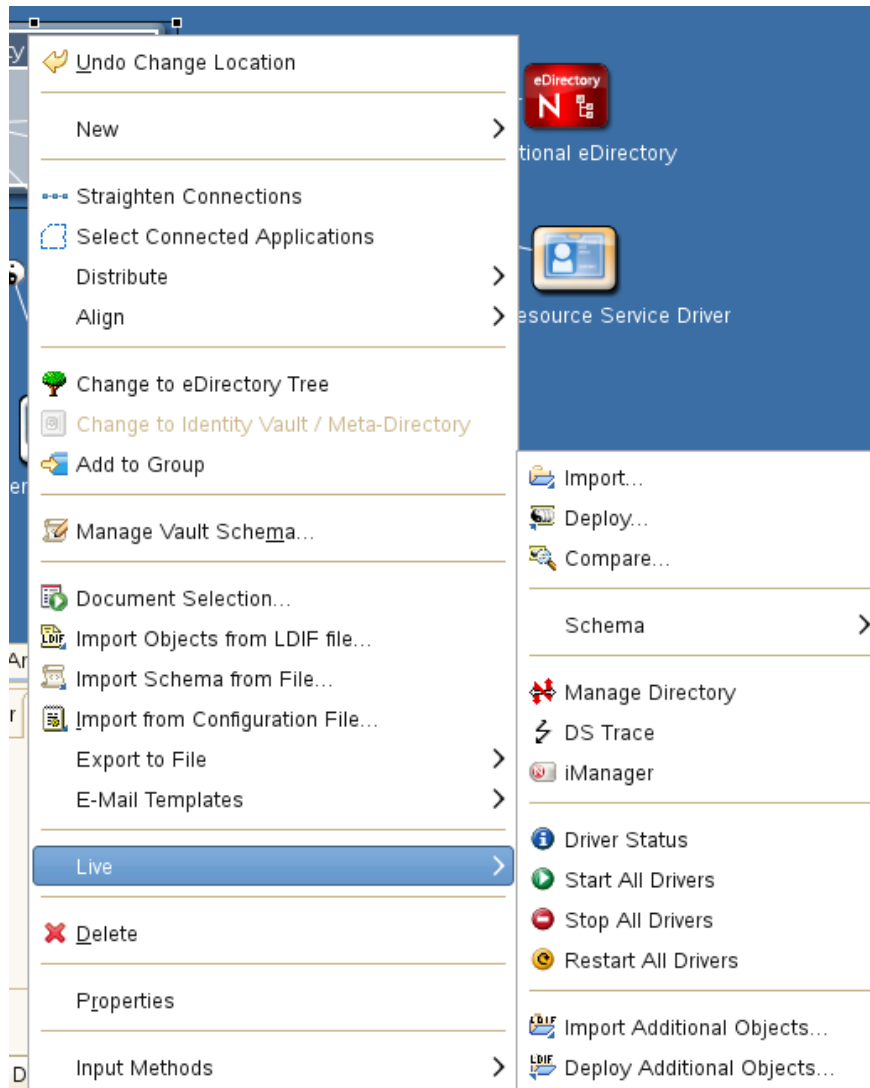 Undo Change Location
New
Straighten Connections
Select Connected Applications
Distribute
Align
Change to eDirectory Tree
Change to Identity Vault / Meta-Directory
Add to Group
Manage Vault Schema...
Document Selection...
Import Objects from LDIF file...
Import Schema from File...
Import from Configuration File...
Export to File
E-Mail Templates
Live
Delete
Properties
Input Methods
eDirectory
N
tional eDirectory
esource Service Driver
Import...
Deploy...
Compare...
Schema
Manage Directory
DS Trace
iManager
Driver Status
Start All Drivers
Stop All Drivers
Restart All Drivers
LDIF Import Additional Objects...
LDIF Deploy Additional Objects...